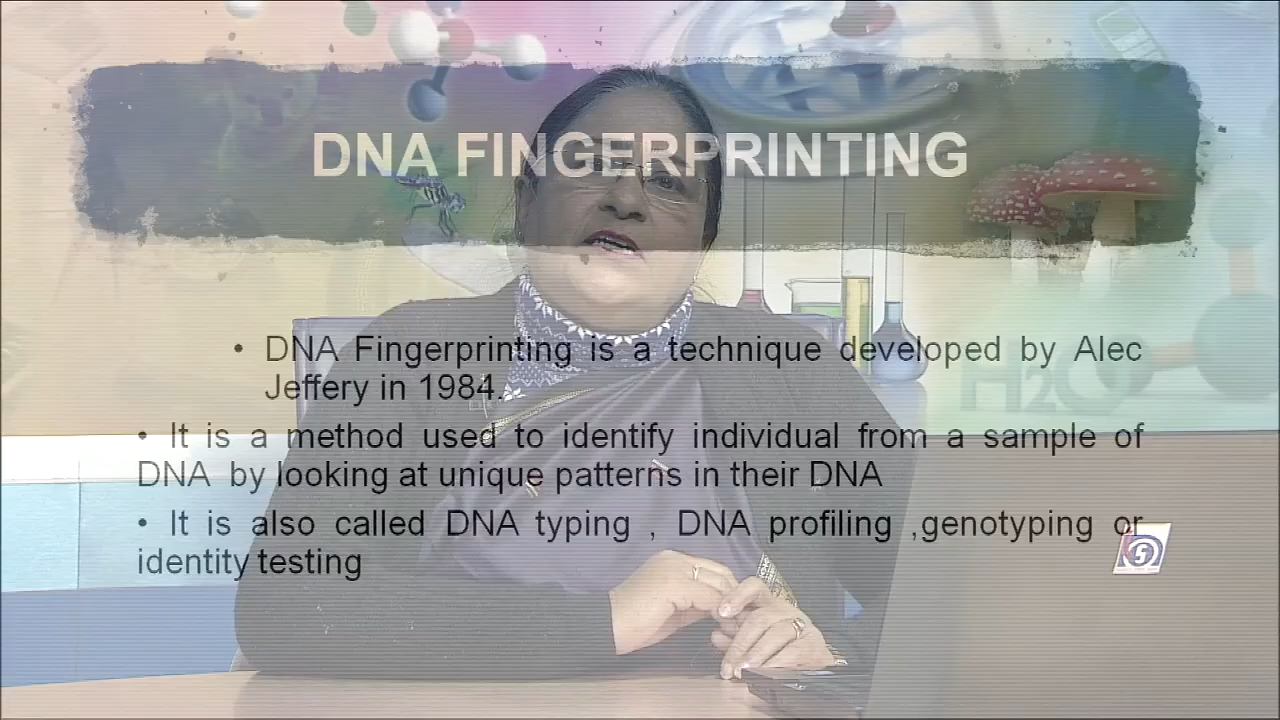 DNA FINGERPRINTING
• DNA Fingerprinting is a technique developed by Alec
Jeffery in 1984.
• It is a method used to identify individual from a sample of
DNA by looking at unique patterns in their DNA
• It is also called DNA typing , DNA profiling ,genotyping or
identity testing
H2O